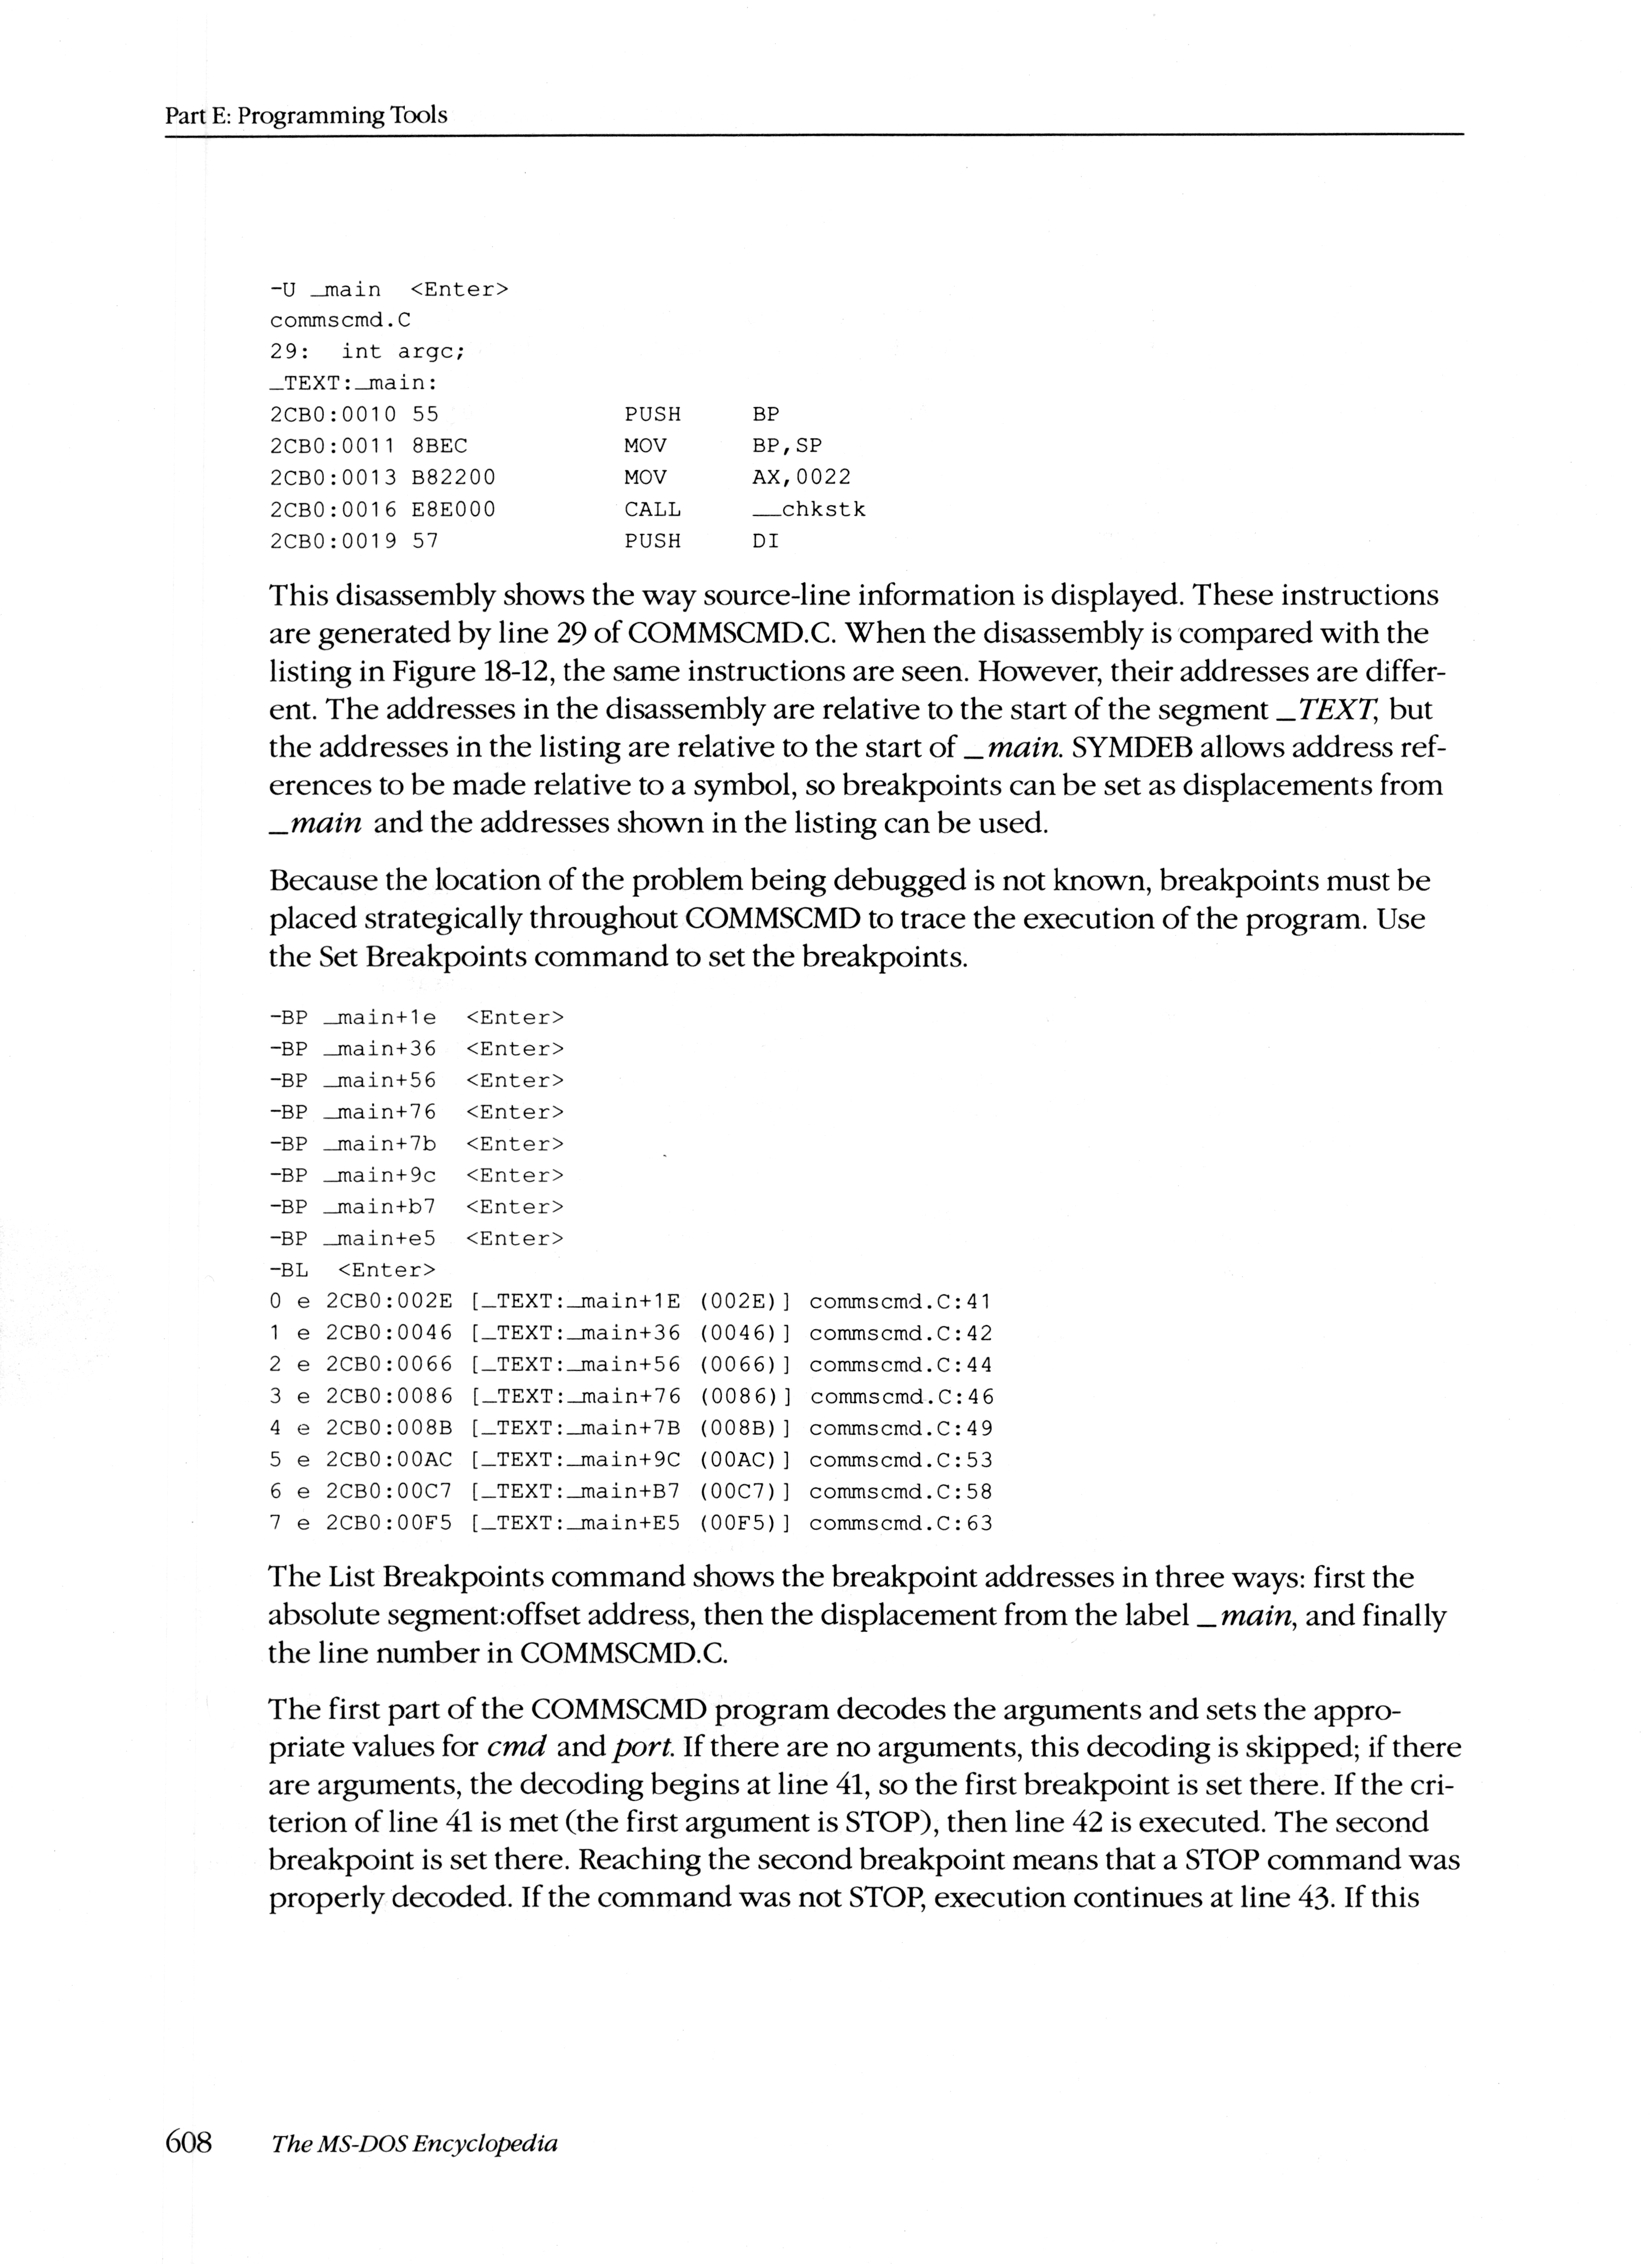 Part E: Programming Tools
-U _main <Enter>
commscmd.C
29: int argc;
_TEXT:_main:
2CB0:0010 55 PUSH BP
2CB0:0011 8BEC MOV BP,SP
2CB0:0013 B82200 MOV AX,0022
2CB0:0016 E8E000 CALL __chkstk
2CB0:0019 57 PUSH DI
This disassembly shows the way source-line information is displayed. These instructions
are generated by line 29 of COMMSCMD.C. When the disassembly is compared with the
listing in Figure 18-12, the same instructions are seen. However, their addresses are differ-
ent. The addresses in the disassembly are relative to the start of the segment _TEXT, but
the addresses in the listing are relative to the start of _main. SYMDEB allows address ref-
erences to be made relative to a symbol, so breakpoints can be set as displacements from
_main and the addresses shown in the listing can be used.
Because the location of the problem being debugged is not known, breakpoints must be
placed strategically throughout COMMSCMD to trace the execution of the program. Use
the Set Breakpoints command to set the breakpoints.
-BP _main+1e <Enter>
-BP _main+36 <Enter>
-BP _main+56 <Enter>
-BP _main+76 <Enter>
-BP _main+7b <Enter>
-BP _main+9c <Enter>
-BP _main+b7 <Enter>
-BP _main+e5 <Enter>
-BL <Enter>
0 e 2CB0:002E [_TEXT:_main+1E (002E)] commscmd.C:41
1 e 2CB0:0046 [_TEXT:_main+36 (0046)] commscmd.C:42
2 e 2CB0:0066 [_TEXT:_main+56 (0066)] commscmd.C:44
3 e 2CB0:0086 [_TEXT:_main+76 (0086)] commscmd.C:46
4 e 2CB0:008B [_TEXT:_main+7B (008B)] commscmd.C:49
5 e 2CB0:00AC [_TEXT:_main+9C (00AC)] commscmd.C:53
6 e 2CB0:00C7 [_TEXT:_main+B7 (00C7)] commscmd.C:58
7 e 2CB0:00F5 [_TEXT:_main+E5 (00F5)] commscmd.C:63
The List Breakpoints command shows the breakpoint addresses in three ways: first the
absolute segment:offset address, then the displacement from the label _main, and finally
the line number in COMMSCMD.C.
The first part of the COMMSCMD program decodes the arguments and sets the appro-
priate values for cmd and port. If there are no arguments, this decoding is skipped; if there
are arguments, the decoding begins at line 41, so the first breakpoint is set there. If the cri-
terion of line 41 is met (the first argument is STOP), then line 42 is executed. The second
breakpoint is set there. Reaching the second breakpoint means that a STOP command was
properly decoded. If the command was not STOP, execution continues at line 43. If this
608 The MS-DOS Encyclopedia